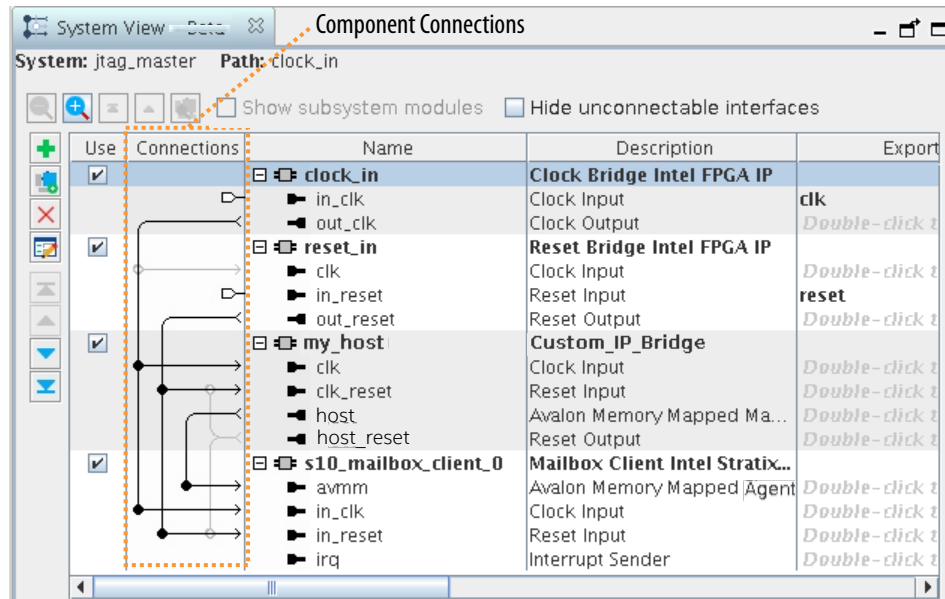 System View - Beta
Component Connections
System: jtag_master Path: clock_in
Show subsystem modules Hide unconnectable interfaces
Use Connections Name Description Export
clock_in Clock Bridge Intel FPGA IP
in_clk Clock Input clk
out_clk Clock Output Double-click t
reset_in Reset Bridge Intel FPGA IP
clk Clock Input Double-click t
in_reset Reset Input reset
out_reset Reset Output Double-click t
my_host Custom_IP_Bridge
clk Clock Input Double-click t
clk_reset Reset Input Double-click t
host Avalon Memory Mapped Ma... Double-click t
host_reset Reset Output Double-click t
s10_mailbox_client_0 Mailbox Client Intel Stratix...
avmm Avalon Memory Mapped Agent Double-click t
in_clk Clock Input Double-click t
in_reset Reset Input Double-click t
irq Interrupt Sender Double-click t